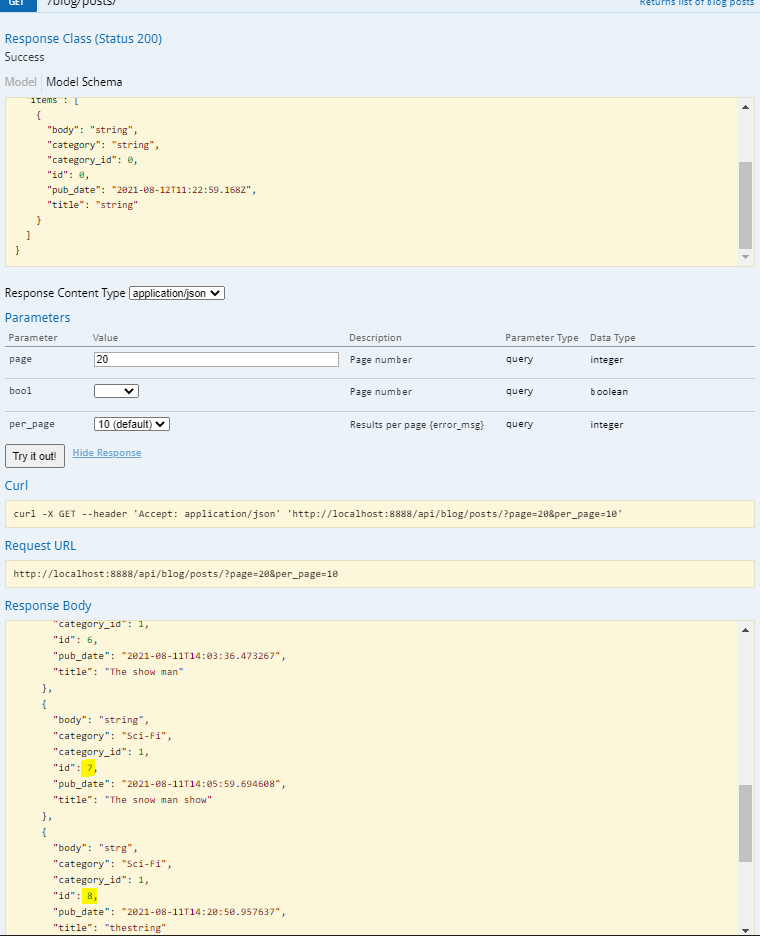 GET /blog/posts/ Returns list of blog posts
Response Class (Status 200)
Success
Model Model Schema
"items": [
{
"body": "string",
"category": "string",
"category_id": 0,
"id": 0,
"pub_date": "2021-08-12T11:22:59.168Z",
"title": "string"
}
]
}
Response Content Type application/json
Parameters
Parameter Value Description Parameter Type Data Type
page 20 Page number query integer
bool Page number query boolean
per_page 10 (default) Results per page {error_msg} query integer
Try it out! Hide Response
Curl
curl -X GET --header 'Accept: application/json' 'http://localhost:8888/api/blog/posts/?page=20&per_page=10'
Request URL
http://localhost:8888/api/blog/posts/?page=20&per_page=10
Response Body
"category_id": 1,
"id": 6,
"pub_date": "2021-08-11T14:03:36.473267",
"title": "The show man"
},
{
"body": "string",
"category": "Sci-Fi",
"category_id": 1,
"id": 7,
"pub_date": "2021-08-11T14:05:59.694608",
"title": "The snow man show"
},
{
"body": "strg",
"category": "Sci-Fi",
"category_id": 1,
"id": 8,
"pub_date": "2021-08-11T14:20:50.957637",
"title": "thestring"